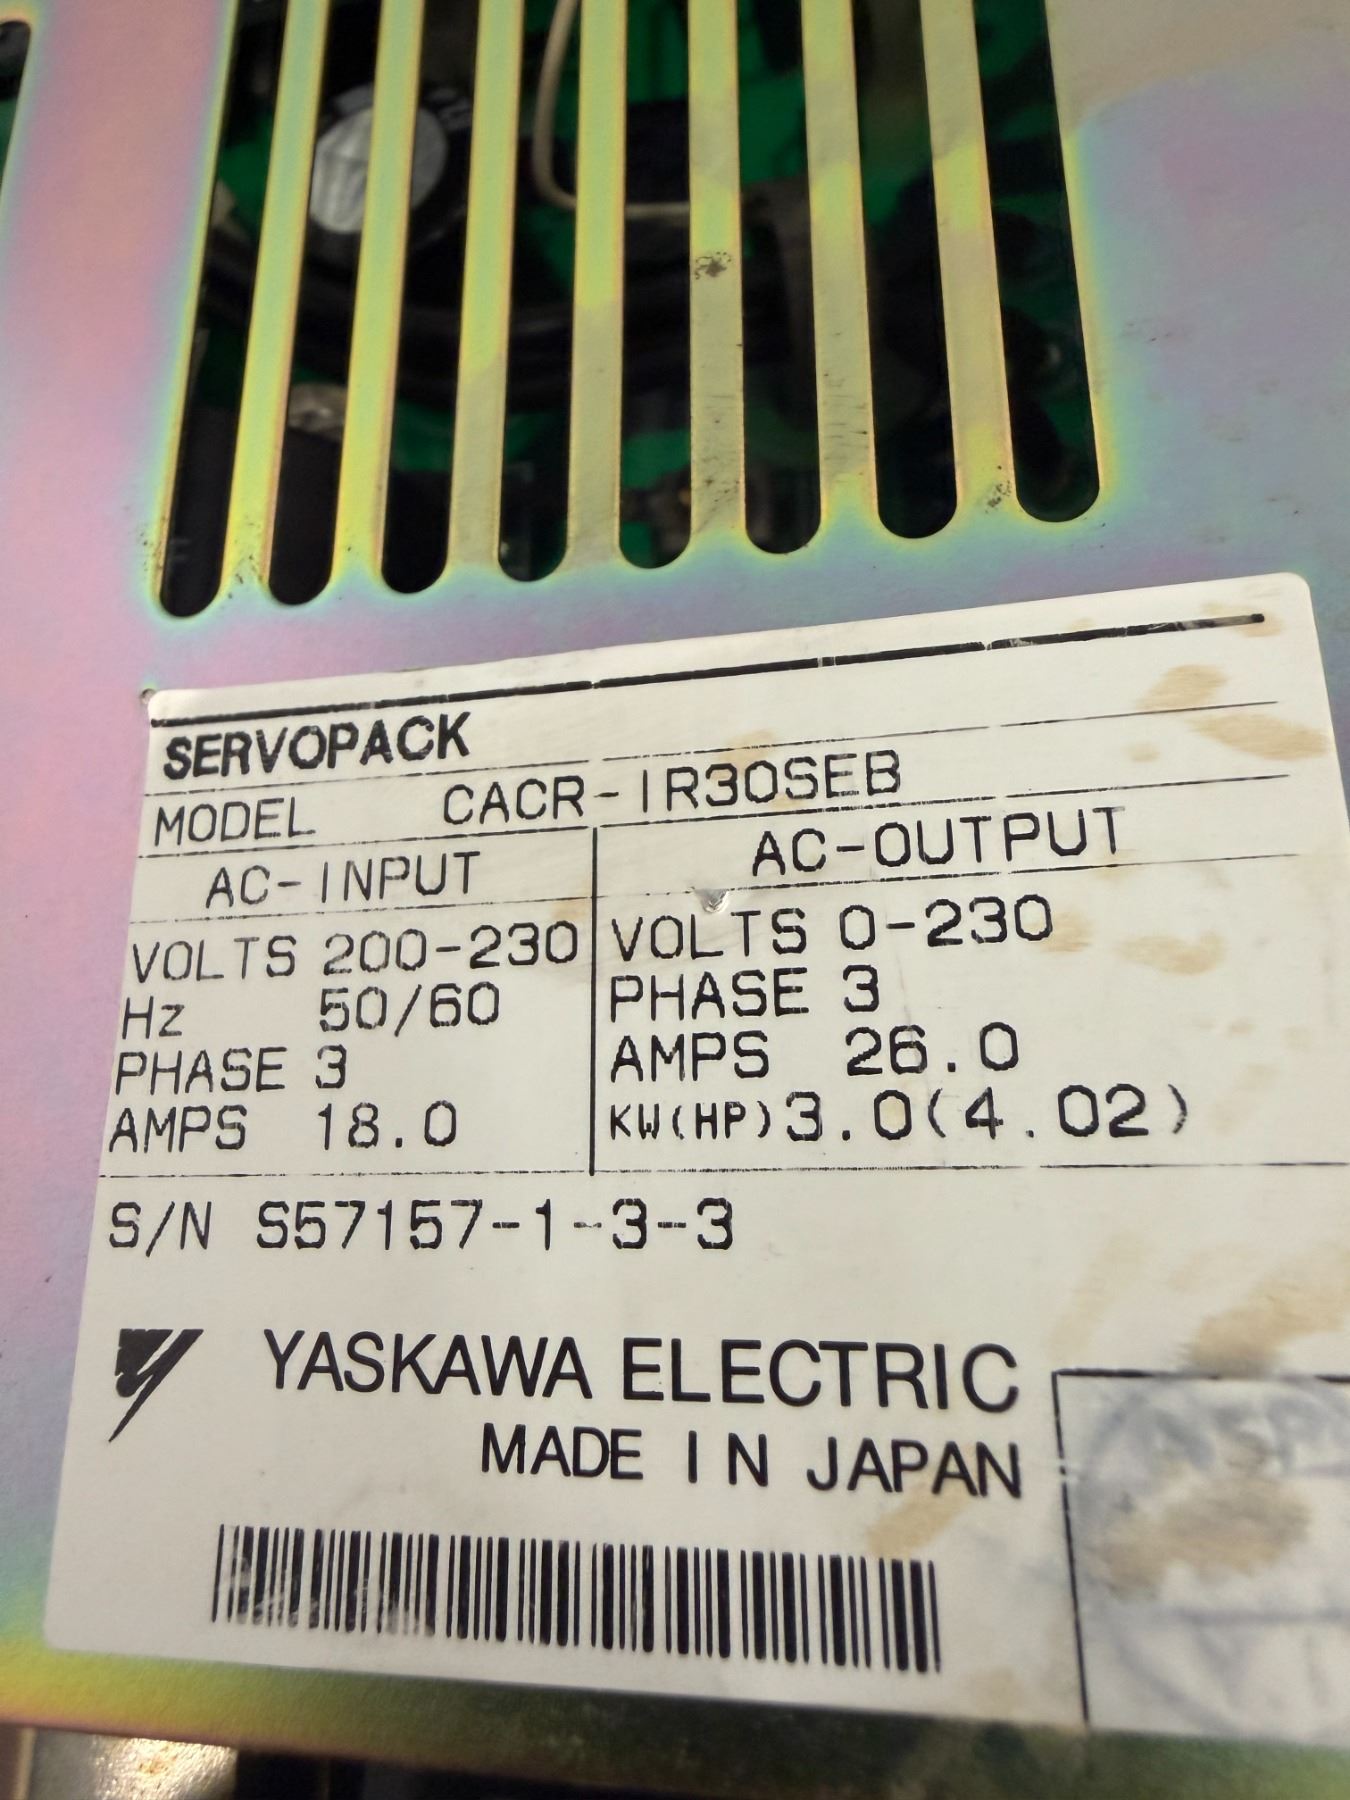 SERVOPACK
MODEL CACR-1R30SEB
AC-INPUT AC-OUTPUT
VOLTS 200-230 VOLTS 0-230
Hz 50/60 PHASE 3
PHASE 3 AMPS 26.0
AMPS 18.0 KW(HP) 3.0(4.02)
S/N S57157-1-3-3
YASKAWA ELECTRIC
MADE IN JAPAN